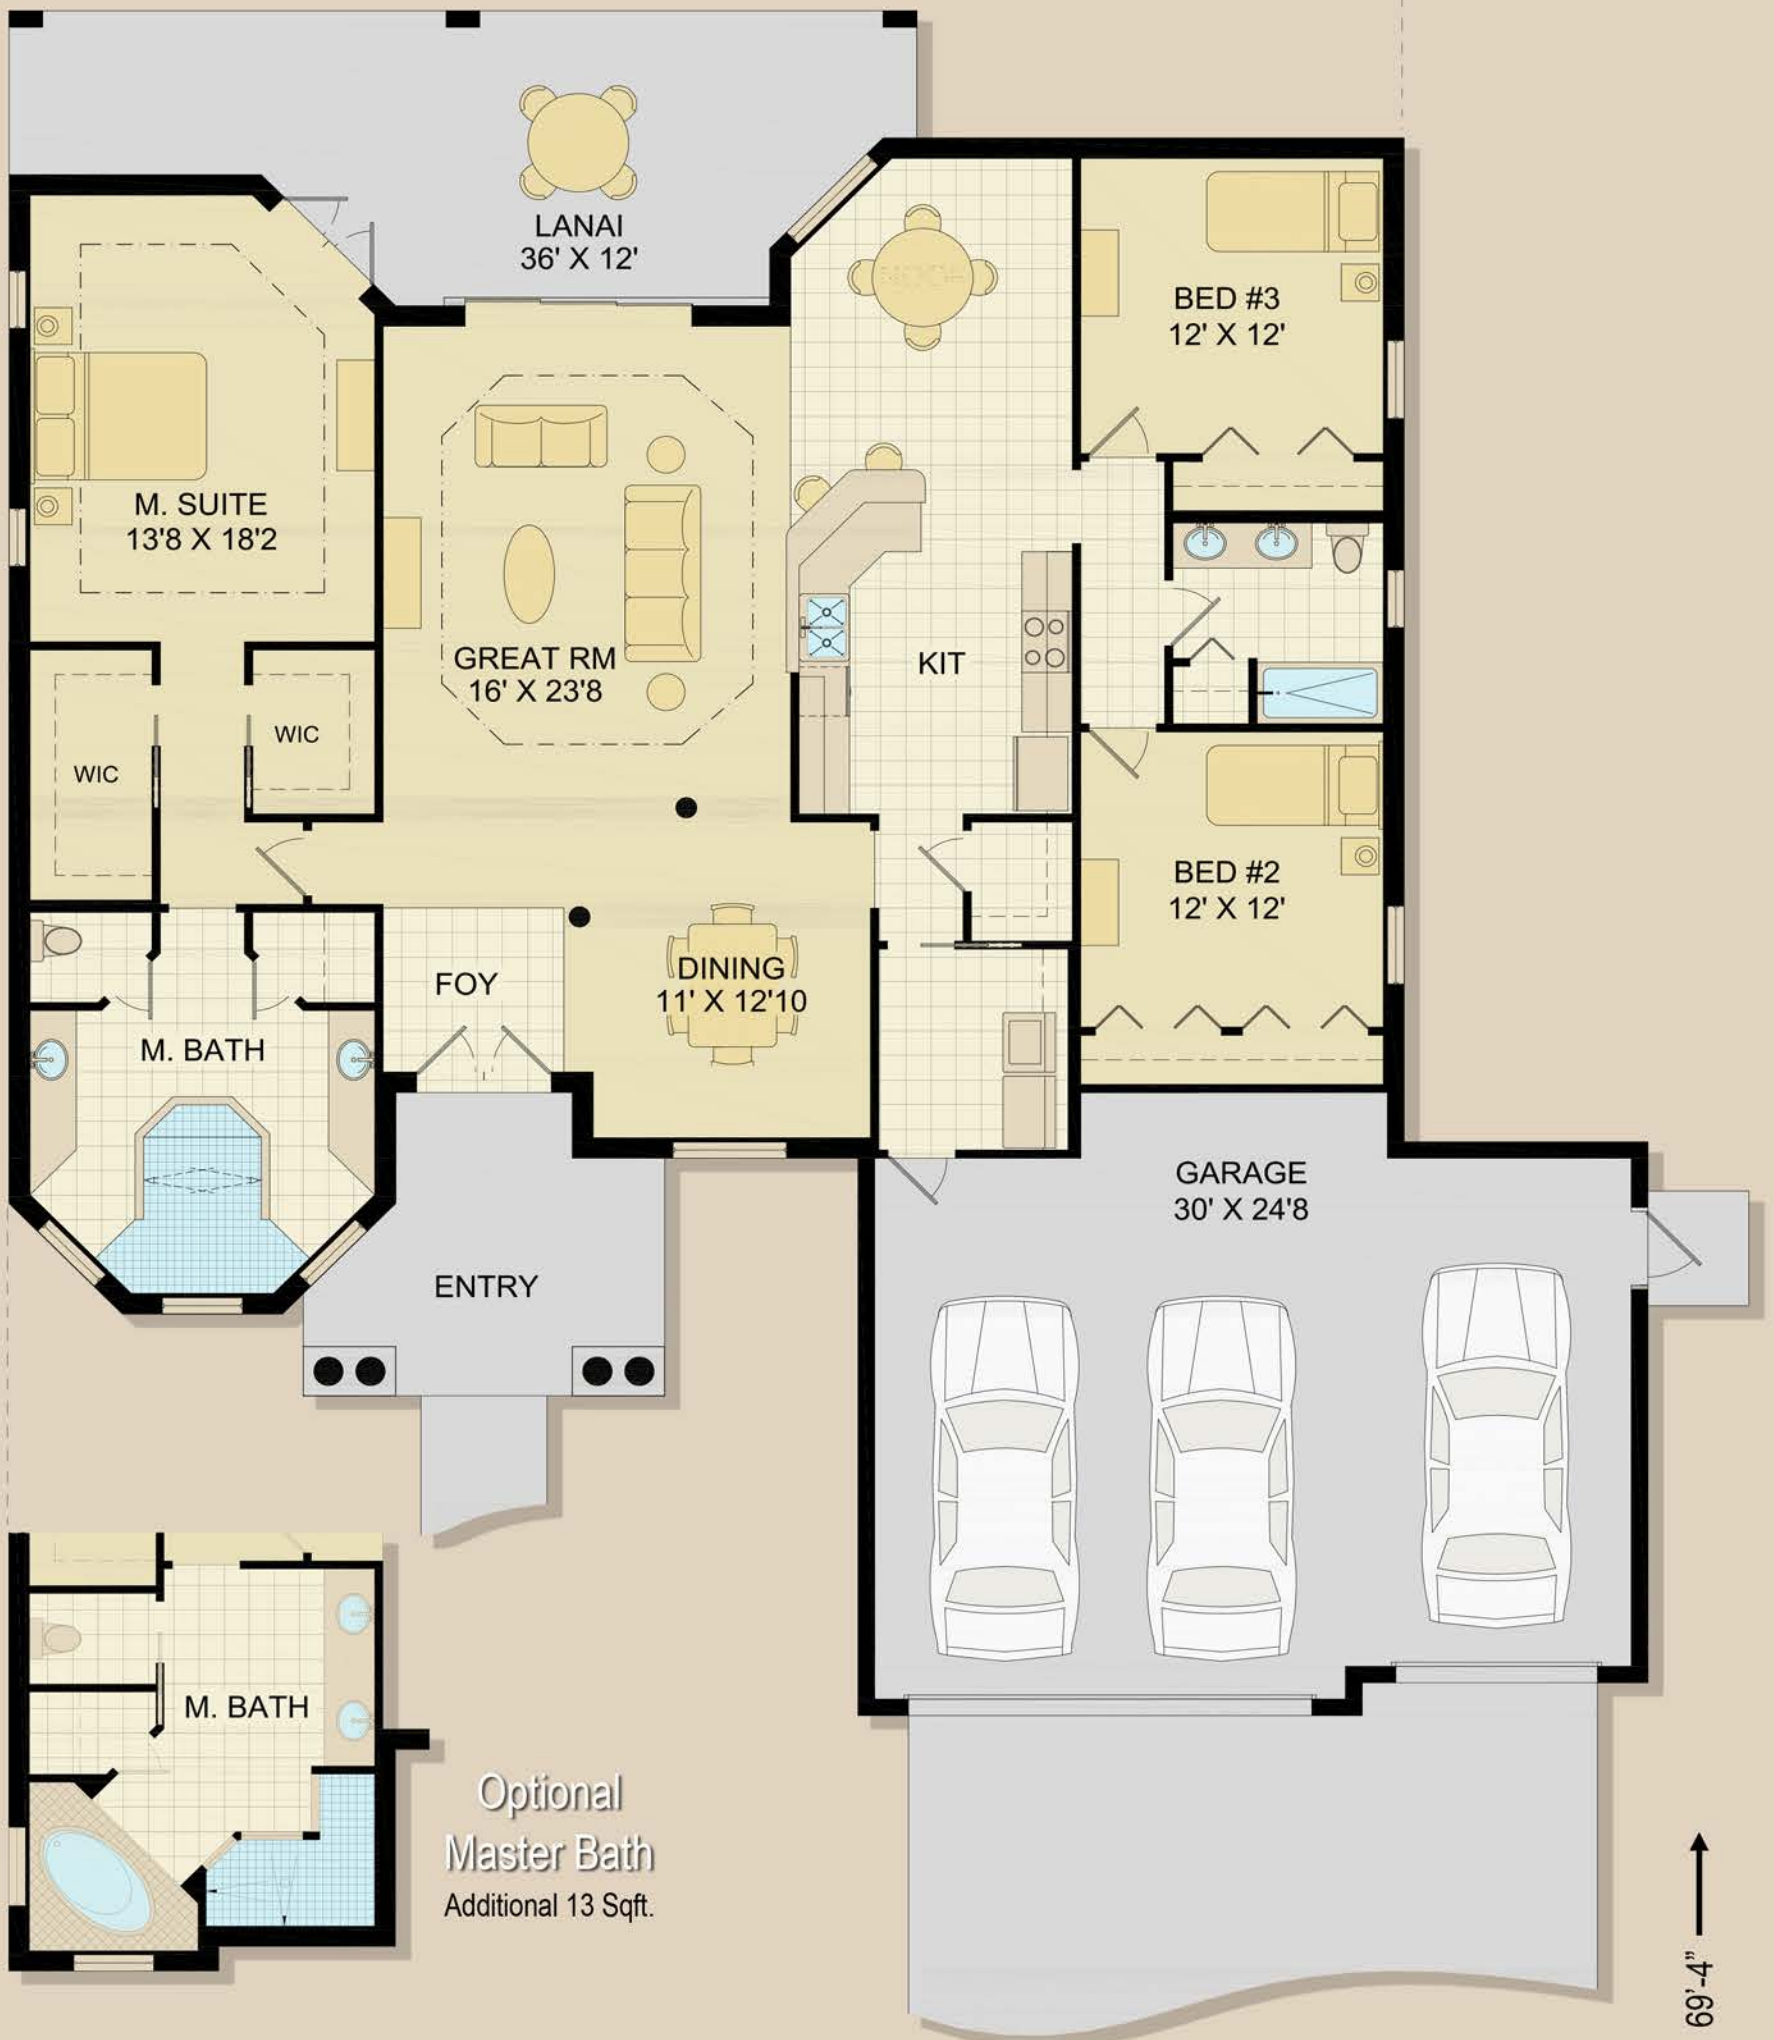 LANAI
36' X 12'
BED #3
12' X 12'
M. SUITE
13'8 X 18'2
GREAT RM
16' X 23'8
KIT
WIC
WIC
BED #2
12' X 12'
FOY
DINING
11' X 12'10
M. BATH
GARAGE
30' X 24'8
ENTRY
M. BATH
Optional
Master Bath
Additional 13 Sqft.
69'-4"